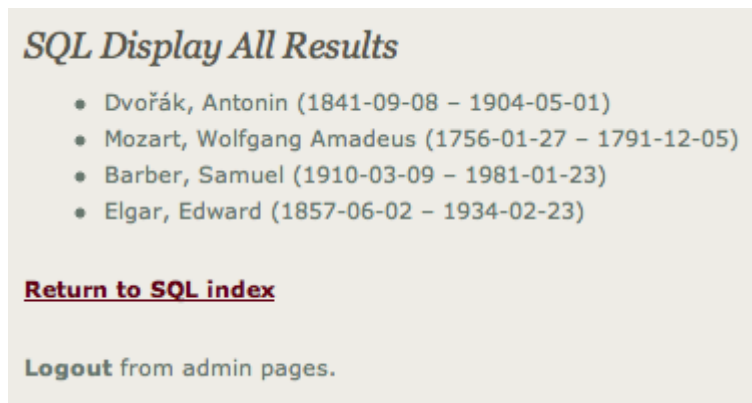 SQL Display All Results
Dvořák, Antonin (1841-09-08 – 1904-05-01)
Mozart, Wolfgang Amadeus (1756-01-27 – 1791-12-05)
Barber, Samuel (1910-03-09 – 1981-01-23)
Elgar, Edward (1857-06-02 – 1934-02-23)
Return to SQL index
Logout from admin pages.